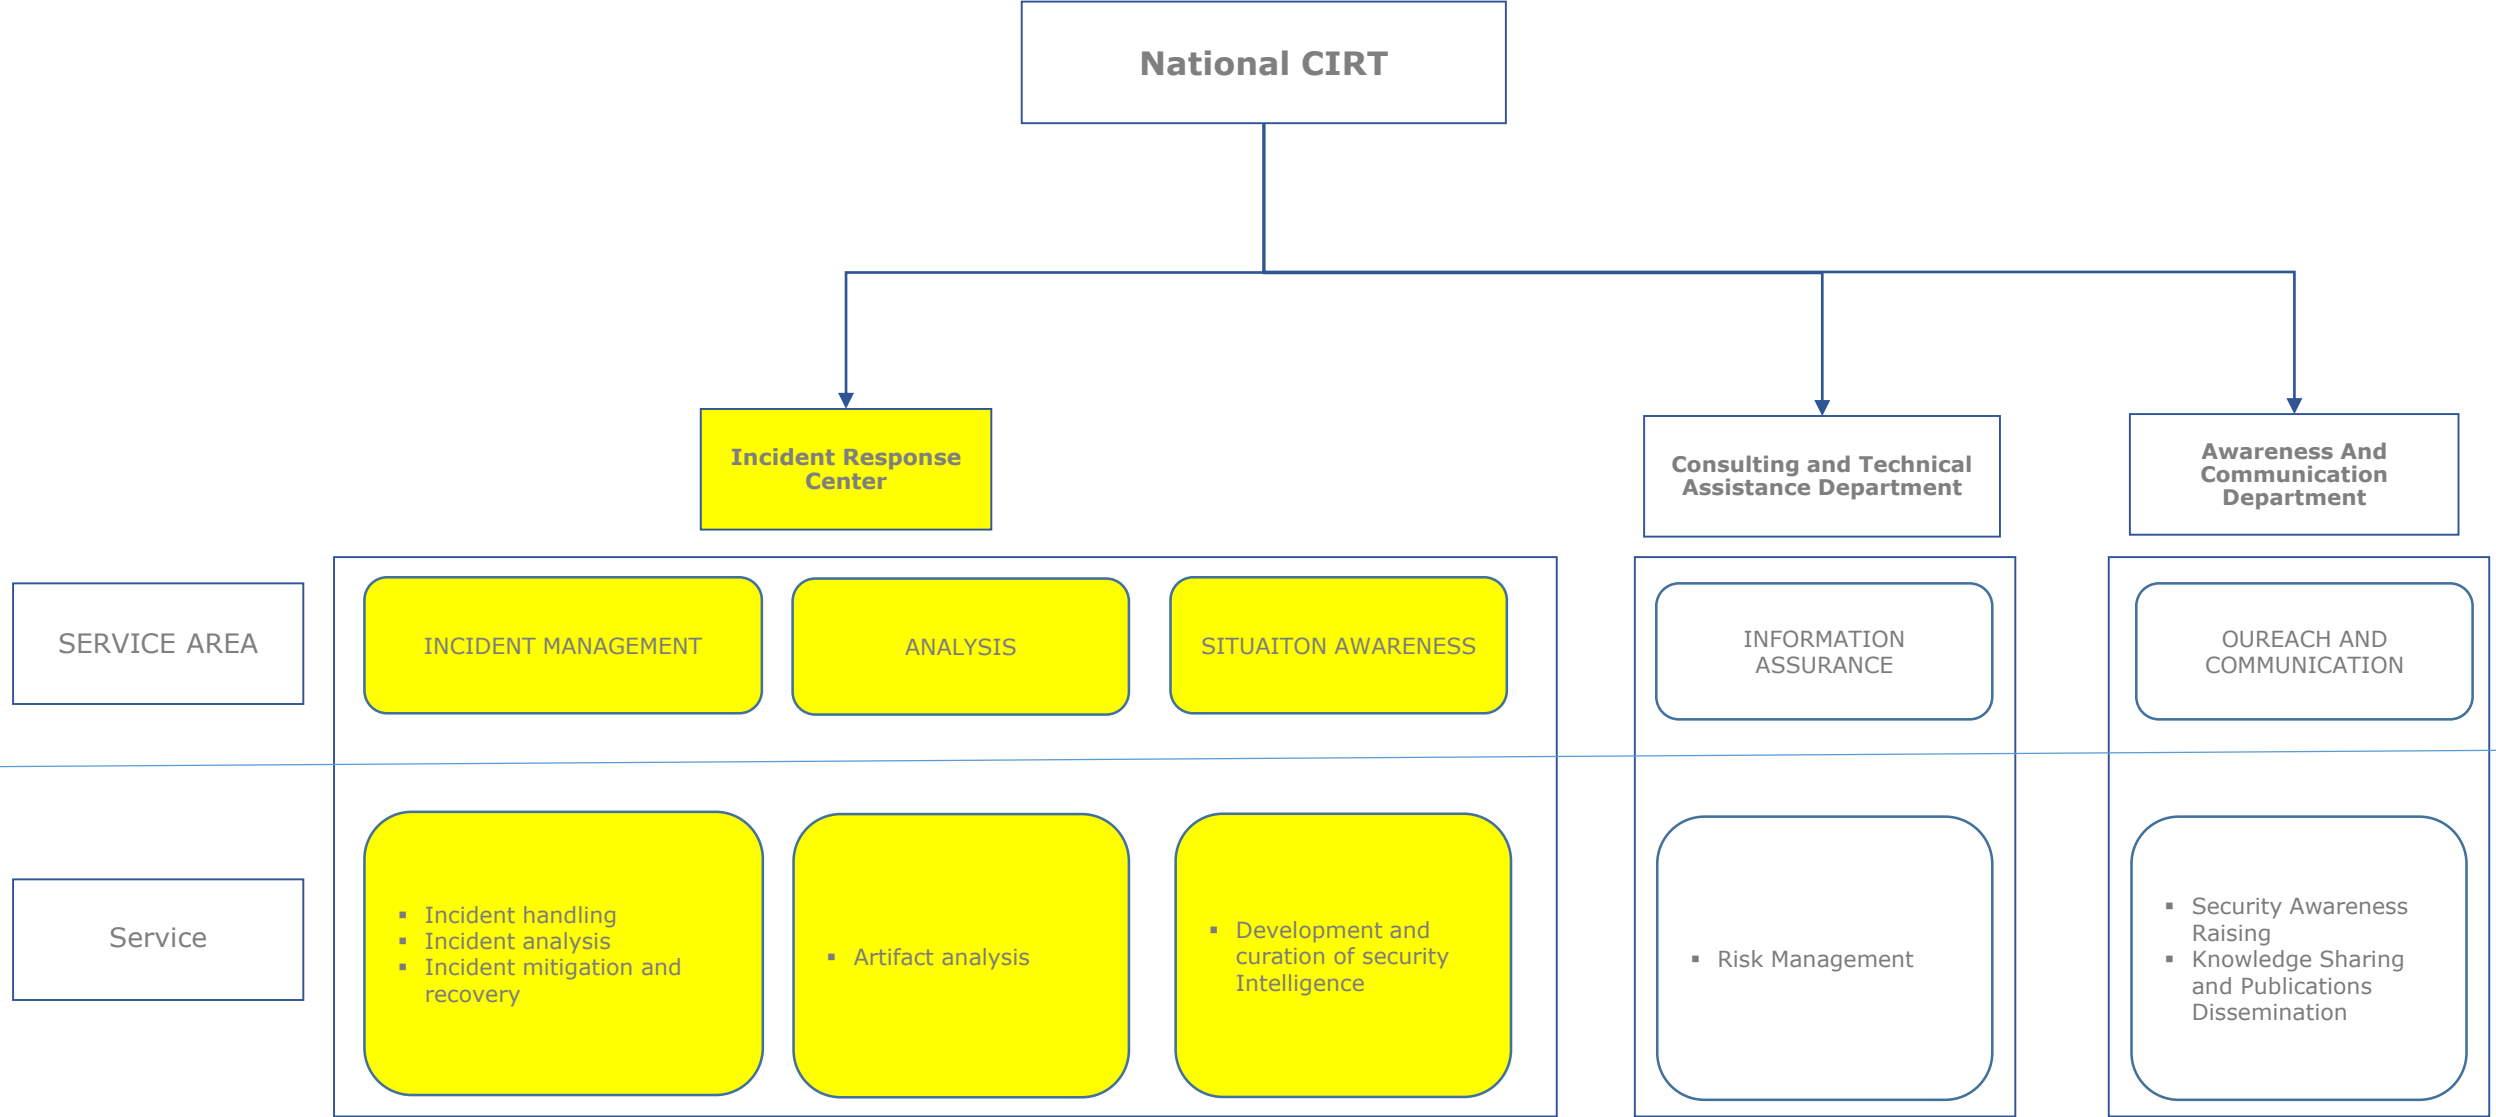 National CIRT
Incident Response
Center
Consulting and Technical
Assistance Department
Awareness And
Communication
Department
SERVICE AREA
INCIDENT MANAGEMENT
ANALYSIS
SITUAITON AWARENESS
INFORMATION
ASSURANCE
OUREACH AND
COMMUNICATION
Service
▪ Incident handling
▪ Incident analysis
▪ Incident mitigation and
recovery
▪ Artifact analysis
▪ Development and
curation of security
Intelligence
▪ Risk Management
▪ Security Awareness
Raising
▪ Knowledge Sharing
and Publications
Dissemination